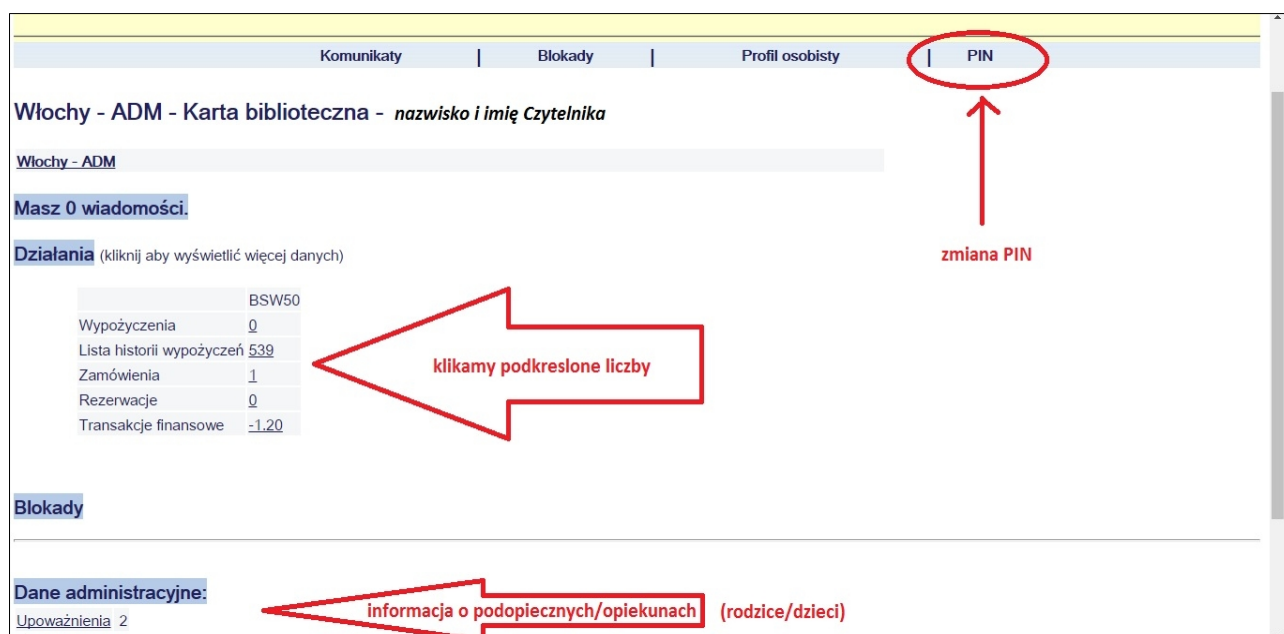 Komunikaty | Blokady | Profil osobisty | PIN
Włochy - ADM - Karta biblioteczna - nazwisko i imię Czytelnika
Włochy - ADM
Masz 0 wiadomości.
Działania (kliknij aby wyświetlić więcej danych)
zmiana PIN
BSW50
Wypożyczenia 0
Lista historii wypożyczeń 539
Zamówienia 1
Rezerwacje 0
Transakcje finansowe -1.20
klikamy podkreslone liczby
Blokady
Dane administracyjne:
Upoważnienia 2
informacja o podopiecznych/opiekunach (rodzice/dzieci)